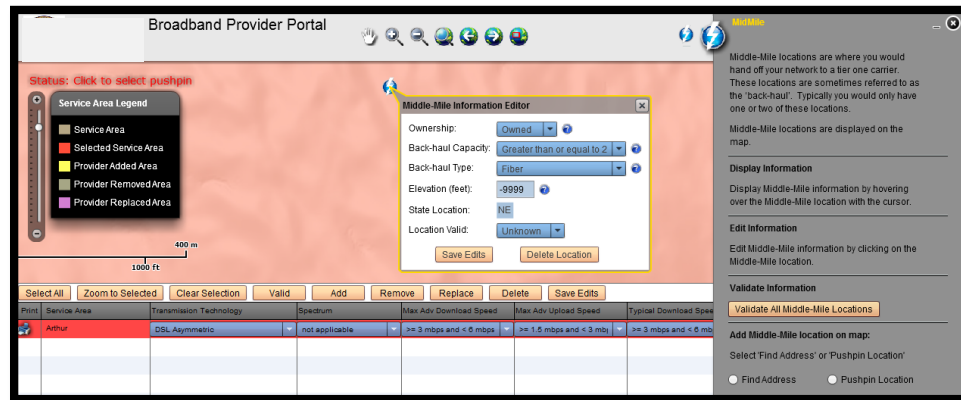 Broadband Provider Portal
Status: Click to select pushpin
Service Area Legend
Service Area
Selected Service Area
Provider Added Area
Provider Removed Area
Provider Replaced Area
400 m
1000 ft
Middle-Mile Information Editor
Ownership: Owned
Back-haul Capacity: Greater than or equal to 2
Back-haul Type: Fiber
Elevation (feet): -9999
State Location: NE
Location Valid: Unknown
Save Edits Delete Location
Select All Zoom to Selected Clear Selection Valid Add Remove Replace Delete Save Edits
Print Service Area Transmission Technology Spectrum Max Adv Download Speed Max Adv Upload Speed Typical Download Spee
Arthur DSL Asymmetric not applicable >= 3 mbps and < 6 mbps >= 1.5 mbps and < 3 mb >= 3 mbps and < 6 mb
MidMile
Middle-Mile locations are where you would
hand off your network to a tier one carrier.
These locations are sometimes referred to as
the 'back-haul'. Typically you would only have
one or two of these locations.
Middle-Mile locations are displayed on the
map.
Display Information
Display Middle-Mile information by hovering
over the Middle-Mile location with the cursor.
Edit Information
Edit Middle-Mile information by clicking on the
Middle-Mile location.
Validate Information
Validate All Middle-Mile Locations
Add Middle-Mile location on map:
Select 'Find Address' or 'Pushpin Location'
Find Address Pushpin Location